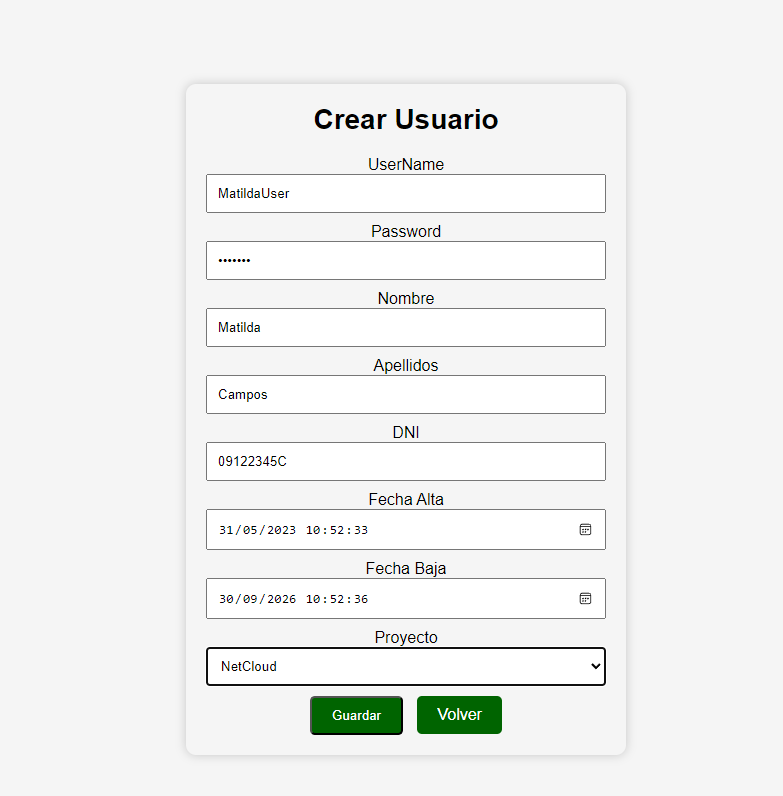 Crear Usuario
UserName
MatildaUser
Password
•••••••
Nombre
Matilda
Apellidos
Campos
DNI
09122345C
Fecha Alta
31/05/2023 10:52:33
Fecha Baja
30/09/2026 10:52:36
Proyecto
NetCloud
Guardar Volver